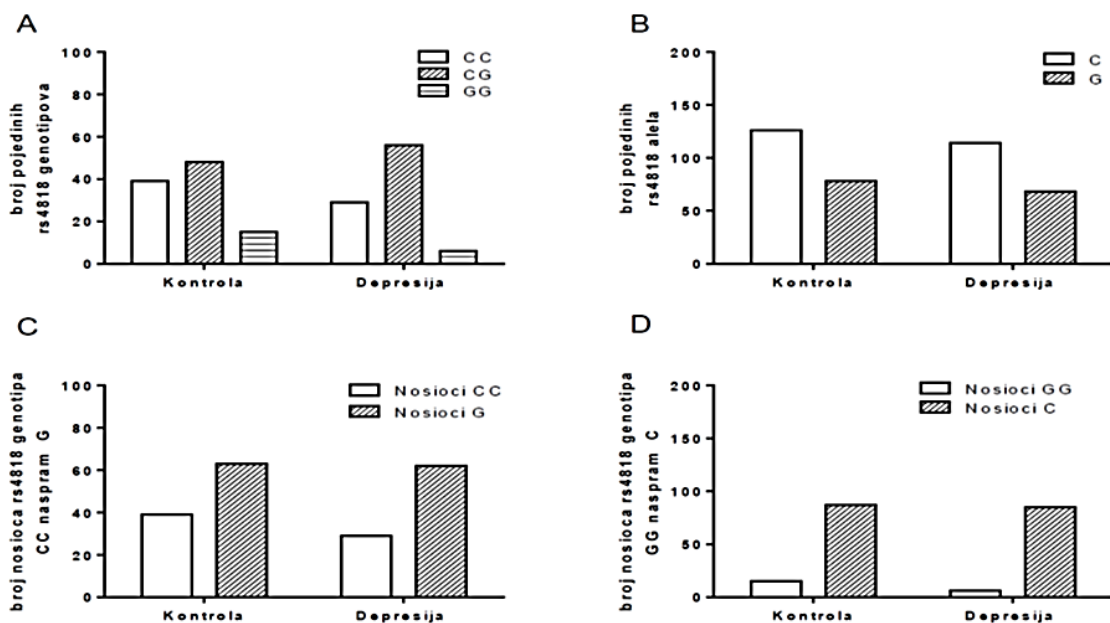 A
100
80
60
40
20
0
broj pojedinih
rs4818 genotipova
CC
CG
GG
Kontrola
Depresija
B
200
150
100
50
0
broj pojedinih
rs4818 alela
C
G
Kontrola
Depresija
C
100
80
60
40
20
0
broj nosioca rs4818 genotipa
CC naspram G
Nosioci CC
Nosioci G
Kontrola
Depresija
D
200
150
100
50
0
broj nosioca rs4818 genotipa
GG naspram C
Nosioci GG
Nosioci C
Kontrola
Depresija